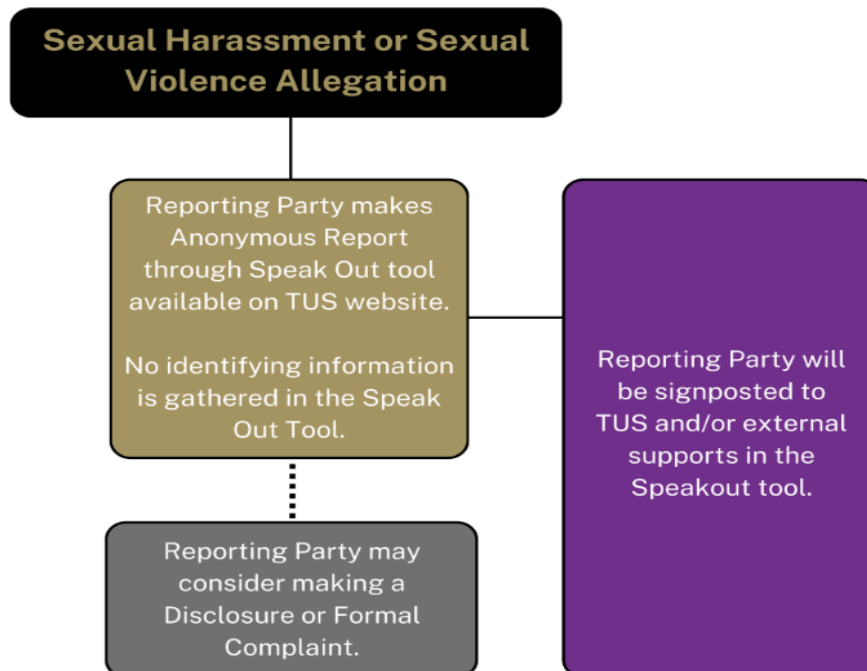 Sexual Harassment or Sexual
Violence Allegation
Reporting Party makes
Anonymous Report
through Speak Out tool
available on TUS website.
No identifying information
is gathered in the Speak
Out Tool.
Reporting Party will
be signposted to
TUS and/or external
supports in the
Speakout tool.
Reporting Party may
consider making a
Disclosure or Formal
Complaint.